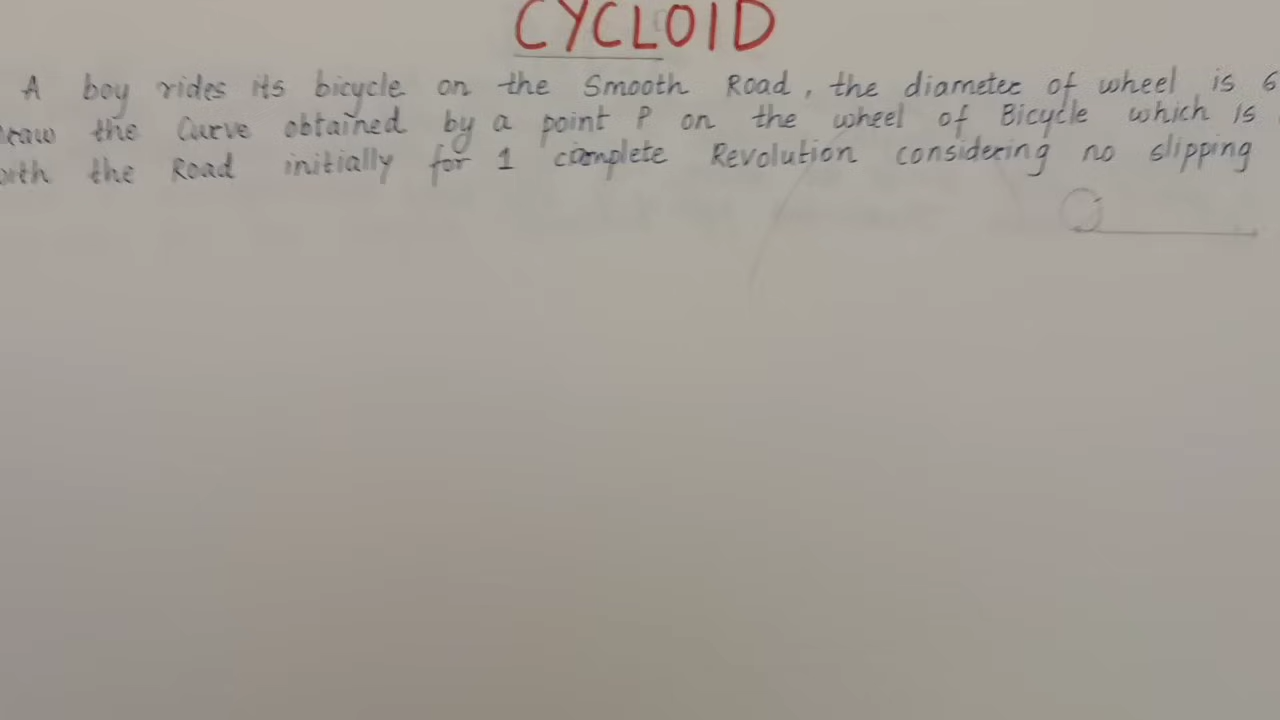 CYCLOID
A boy rides its bicycle on the Smooth Road, the diameter of wheel is 6
the Curve obtained by a point P on the wheel of Bicycle which is
the Road initially for 1 complete Revolution considering no slipping